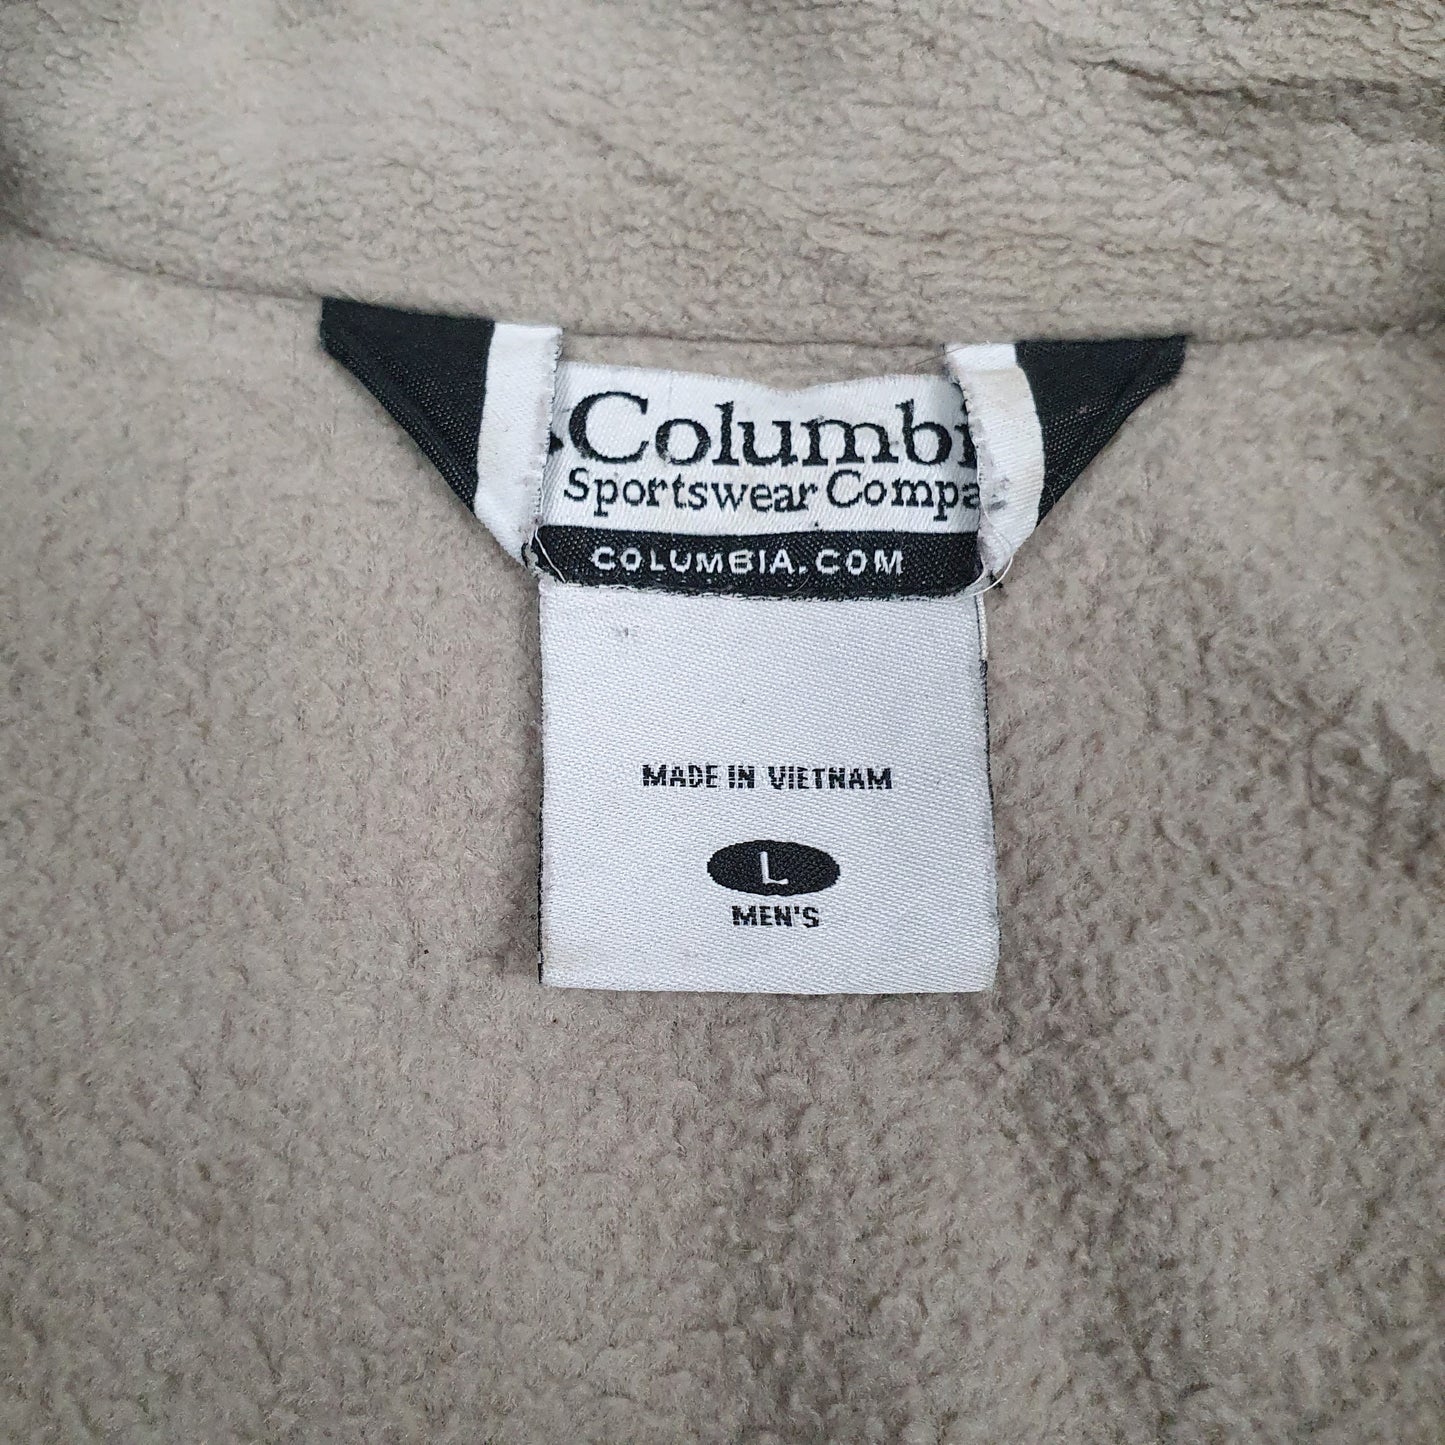 Columbi
Sportswear Compa
COLUMBIA.COM
MADE IN VIETNAM
L
MEN'S